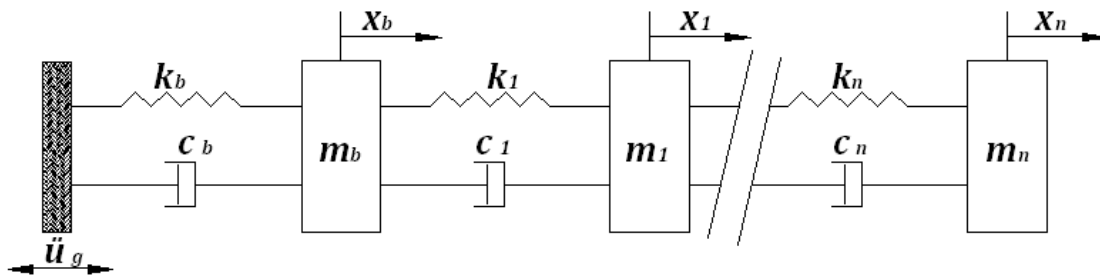 x_b x_1 x_n
k_b k_1 k_n
c_b c_1 c_n
m_b m_1 m_n
ü_g